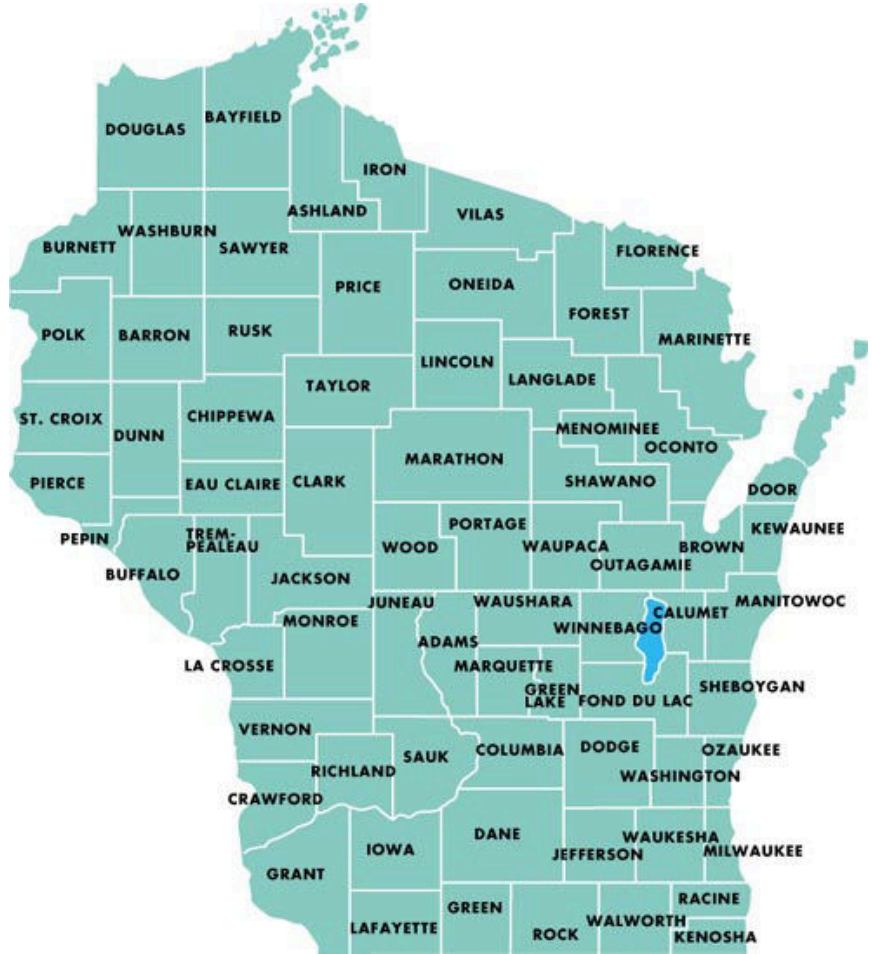 BAYFIELD
DOUGLAS
IRON
ASHLAND
VILAS
WASHBURN
BURNETT
SAWYER
FLORENCE
PRICE
ONEIDA
FOREST
POLK
BARRON
RUSK
MARINETTE
LINCOLN
TAYLOR
LANGLADE
ST. CROIX
CHIPPEWA
DUNN
MENOMINEE
OCONTO
MARATHON
PIERCE
EAU CLAIRE
CLARK
SHAWANO
DOOR
PORTAGE
KEWAUNEE
PEPIN
TREM-
PEALEAU
WOOD
WAUPACA
BROWN
OUTAGAMIE
BUFFALO
JACKSON
JUNEAU
WAUSHARA
MANITOWOC
CALUMET
MONROE
WINNEBAGO
ADAMS
LA CROSSE
MARQUETTE
GREEN
LAKE
FOND DU LAC
SHEBOYGAN
VERNON
SAUK
COLUMBIA
DODGE
OZAUKEE
RICHLAND
WASHINGTON
CRAWFORD
DANE
WAUKESHA
IOWA
JEFFERSON
MILWAUKEE
GRANT
RACINE
GREEN
LAFAYETTE
WALWORTH
ROCK
KENOSHA